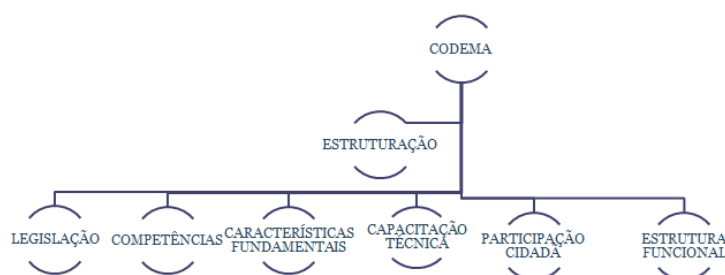 CODEMA
ESTRUTURAÇÃO
LEGISLAÇÃO
COMPETÊNCIAS
CARACTERÍSTICAS
FUNDAMENTAIS
CAPACITAÇÃO
TÉCNICA
PARTICIPAÇÃO
CIDADÃ
ESTRUTURA
FUNCIONAL